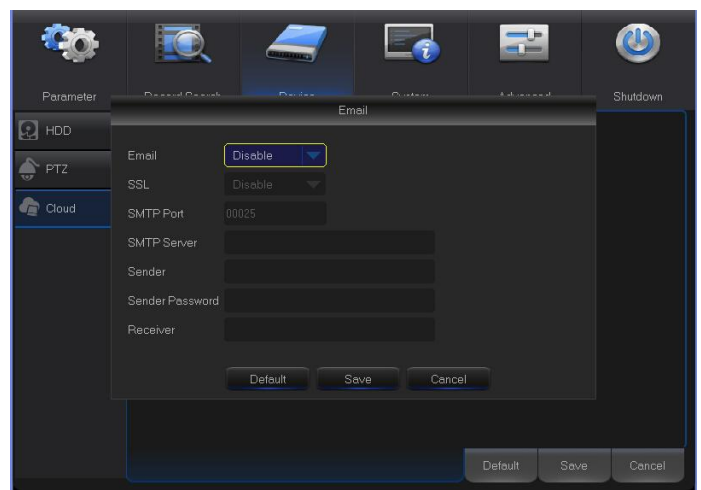 Parameter
Shutdown
Email
HDD
PTZ
Cloud
Email Disable
SSL Disable
SMTP Port 00025
SMTP Server
Sender
Sender Password
Receiver
Default Save Cancel
Default Save Cancel